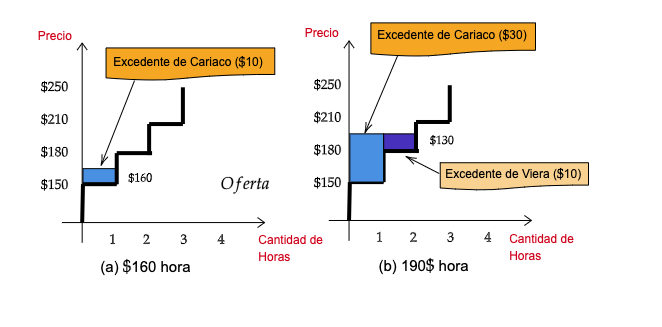 Precio
Excedente de Cariaco ($10)
$250
$210
$180
$150
$160
Oferta
1 2 3 4
Cantidad de
Horas
(a) $160 hora
Precio
Excedente de Cariaco ($30)
$250
$210
$180
$150
$130
Excedente de Viera ($10)
1 2 3 4
Cantidad de
Horas
(b) 190$ hora